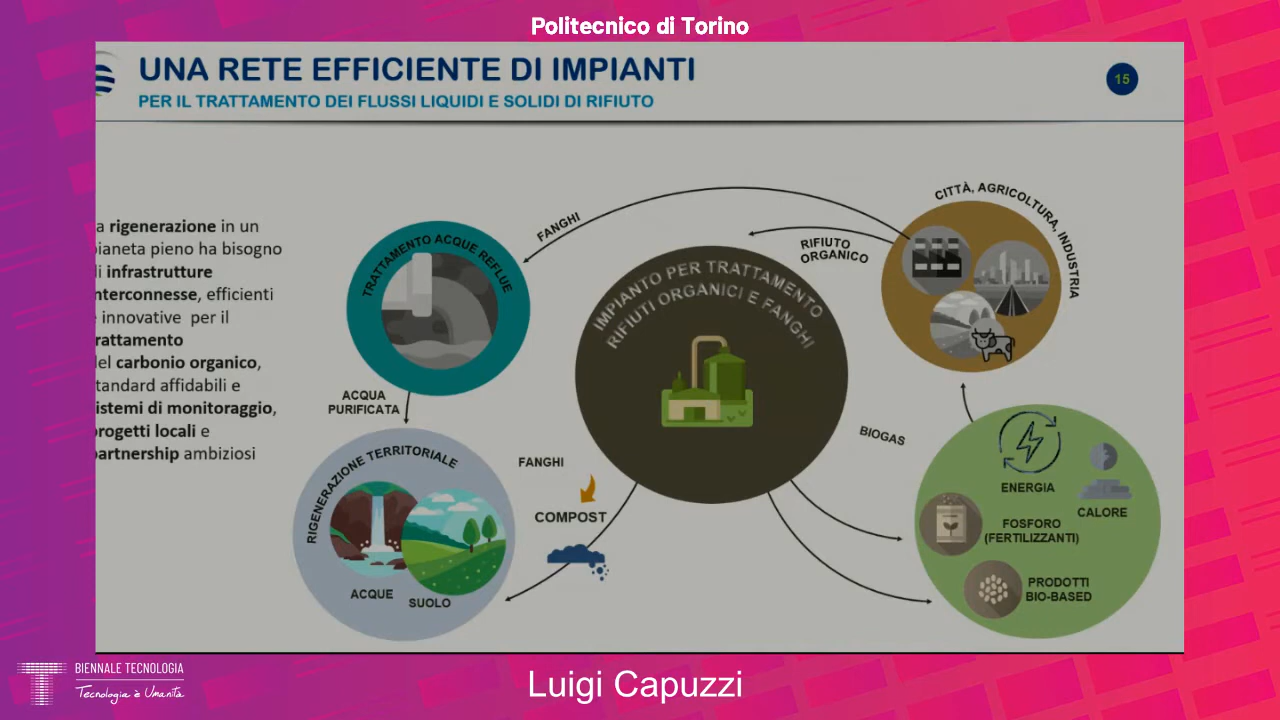 Politecnico di Torino
UNA RETE EFFICIENTE DI IMPIANTI
PER IL TRATTAMENTO DEI FLUSSI LIQUIDI E SOLIDI DI RIFIUTO
15
a rigenerazione in un
pianeta pieno ha bisogno
di infrastrutture
nterconnesse, efficienti
e innovative per il
trattamento
del carbonio organico,
tandard affidabili e
istemi di monitoraggio,
progetti locali e
partnership ambiziosi
TRATTAMENTO ACQUE REFLUE
FANGHI
RIFIUTO
ORGANICO
CITTÀ, AGRICOLTURA, INDUSTRIA
IMPIANTO PER TRATTAMENTO
RIFIUTI ORGANICI E FANGHI
ACQUA
PURIFICATA
RIGENERAZIONE TERRITORIALE
ACQUE
SUOLO
FANGHI
COMPOST
BIOGAS
ENERGIA
CALORE
FOSFORO
(FERTILIZZANTI)
PRODOTTI
BIO-BASED
BIENNALE TECNOLOGIA
Tecnologia è Umanità
Luigi Capuzzi